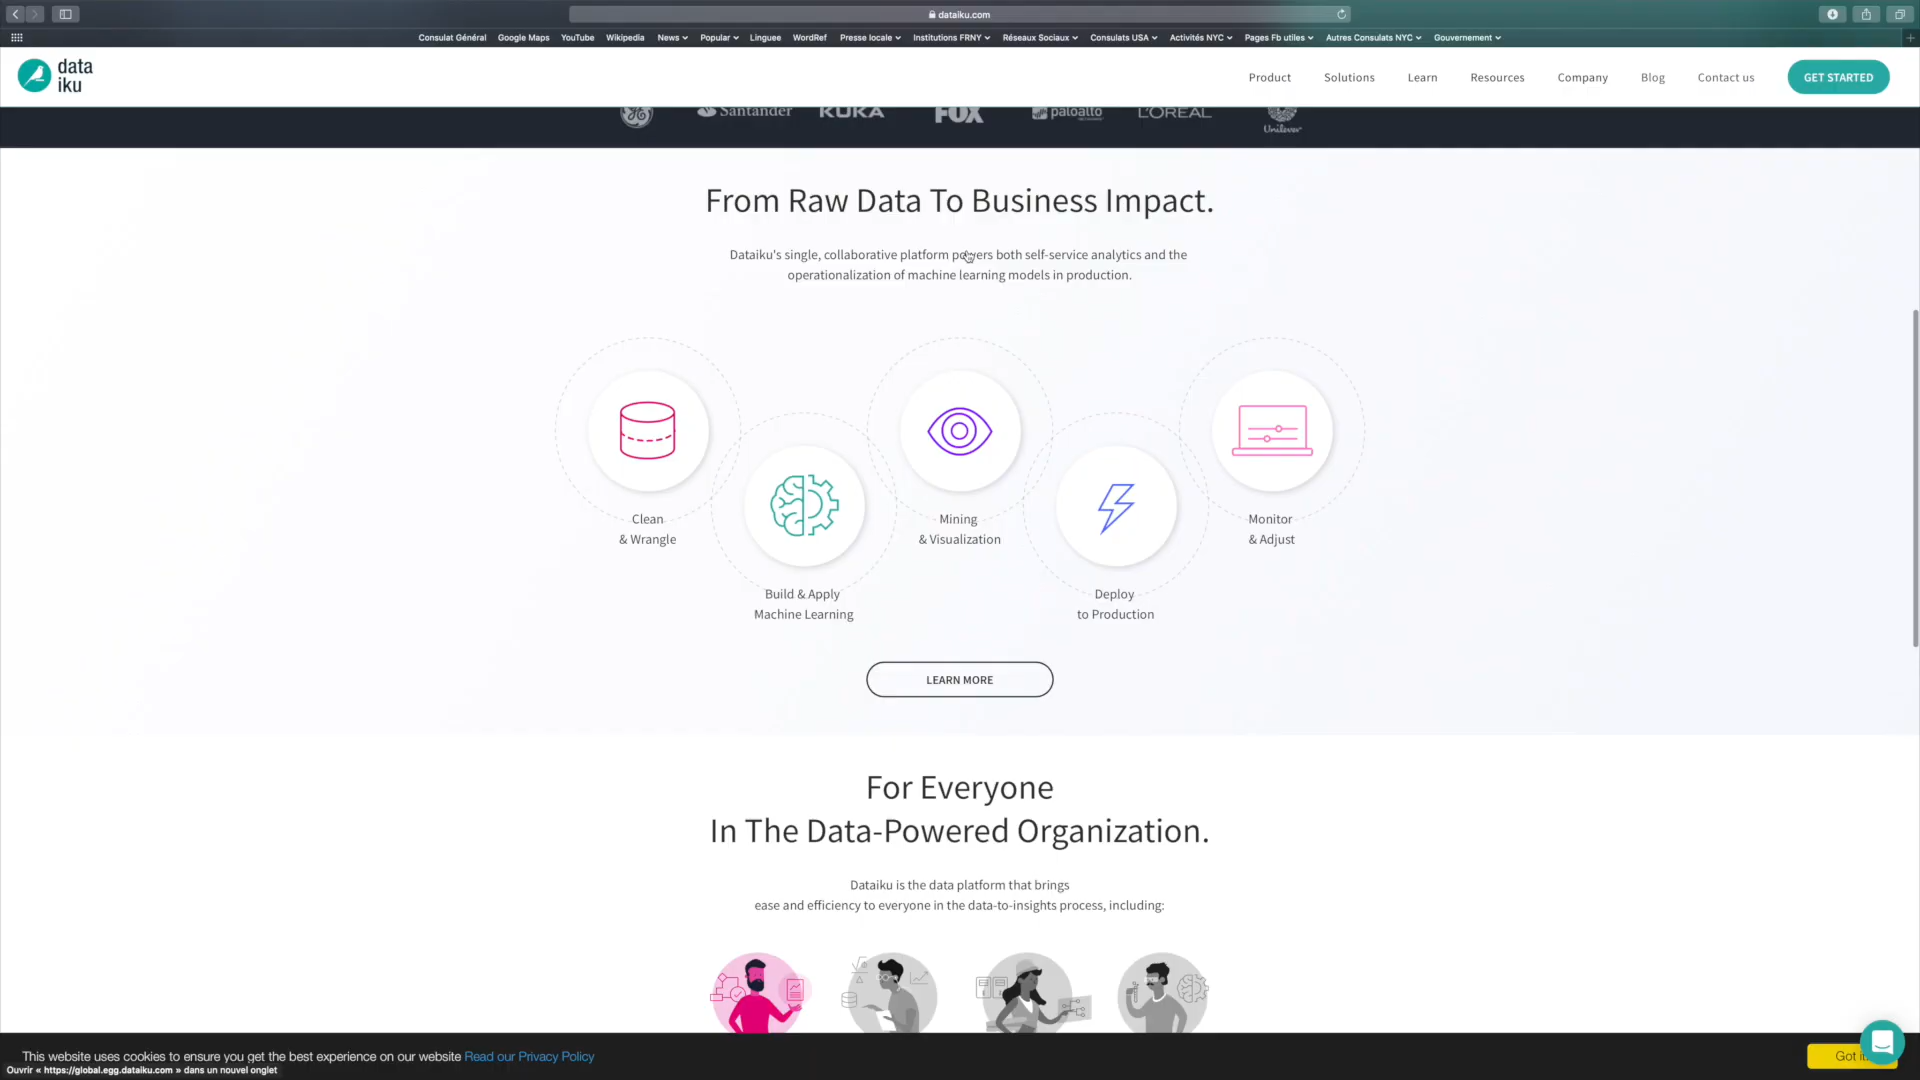 dataiku.com
Consulat Général Google Maps YouTube Wikipedia News Popular Linguee WordRef Presse locale Institutions FRNY Réseaux Sociaux Consulats USA Activités NYC Pages Fb utiles Autres Consulats NYC Gouvernement
data
iku
Product Solutions Learn Resources Company Blog Contact us GET STARTED
Santander KUKA FOX paloalto L'ORÉAL
Unilever
From Raw Data To Business Impact.
Dataiku's single, collaborative platform powers both self-service analytics and the
operationalization of machine learning models in production.
Clean
& Wrangle
Mining
& Visualization
Monitor
& Adjust
Build & Apply
Machine Learning
Deploy
to Production
LEARN MORE
For Everyone
In The Data-Powered Organization.
Dataiku is the data platform that brings
ease and efficiency to everyone in the data-to-insights process, including:
This website uses cookies to ensure you get the best experience on our website Read our Privacy Policy
Got
Ouvrir « https://global.egg.dataiku.com » dans un nouvel onglet